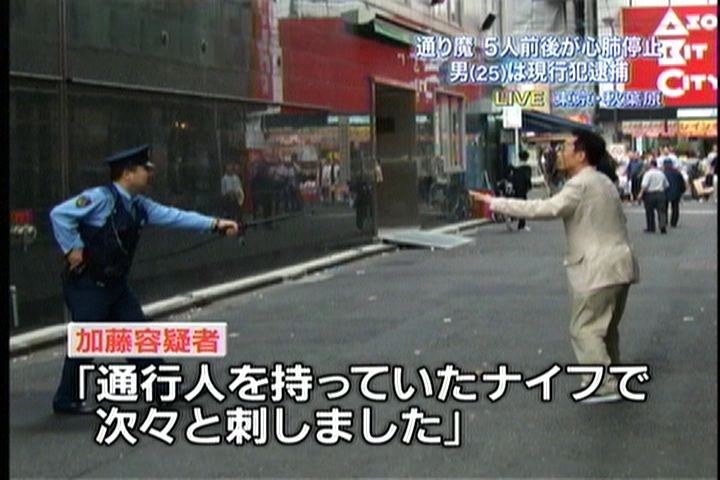 通り魔 5人前後が心肺停止
男(25)は現行犯逮捕
LIVE 東京・秋葉原
ASO
BIT
CITY
加藤容疑者
「通行人を持っていたナイフで
次々と刺しました」